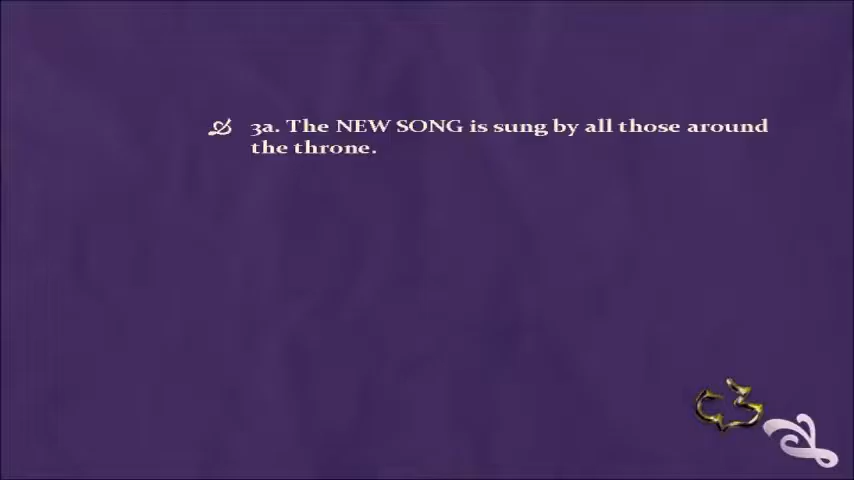 3a. The NEW SONG is sung by all those around
the throne.